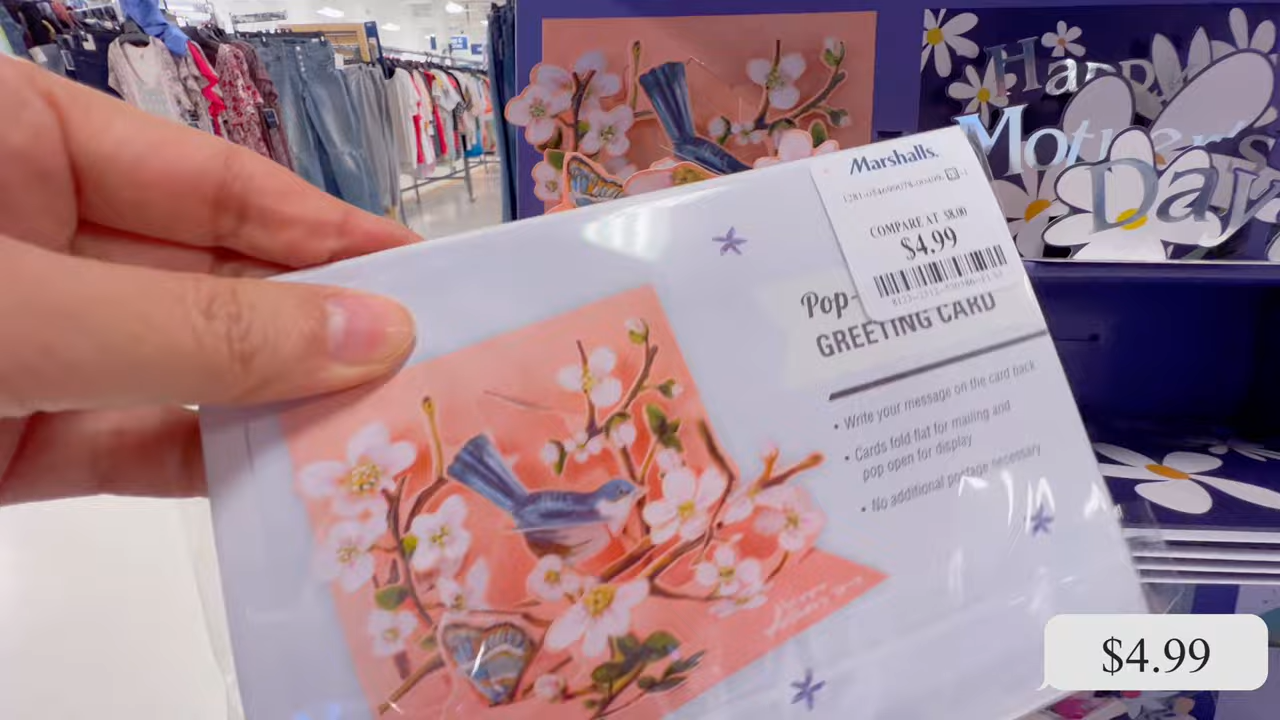 Happy
Mother's
Day
Marshalls.
COMPARE AT $8.00
$4.99
Pop-
GREETING CARD
• Write your message on the card back
• Cards fold flat for mailing and
pop open for display
• No additional postage necessary
$4.99